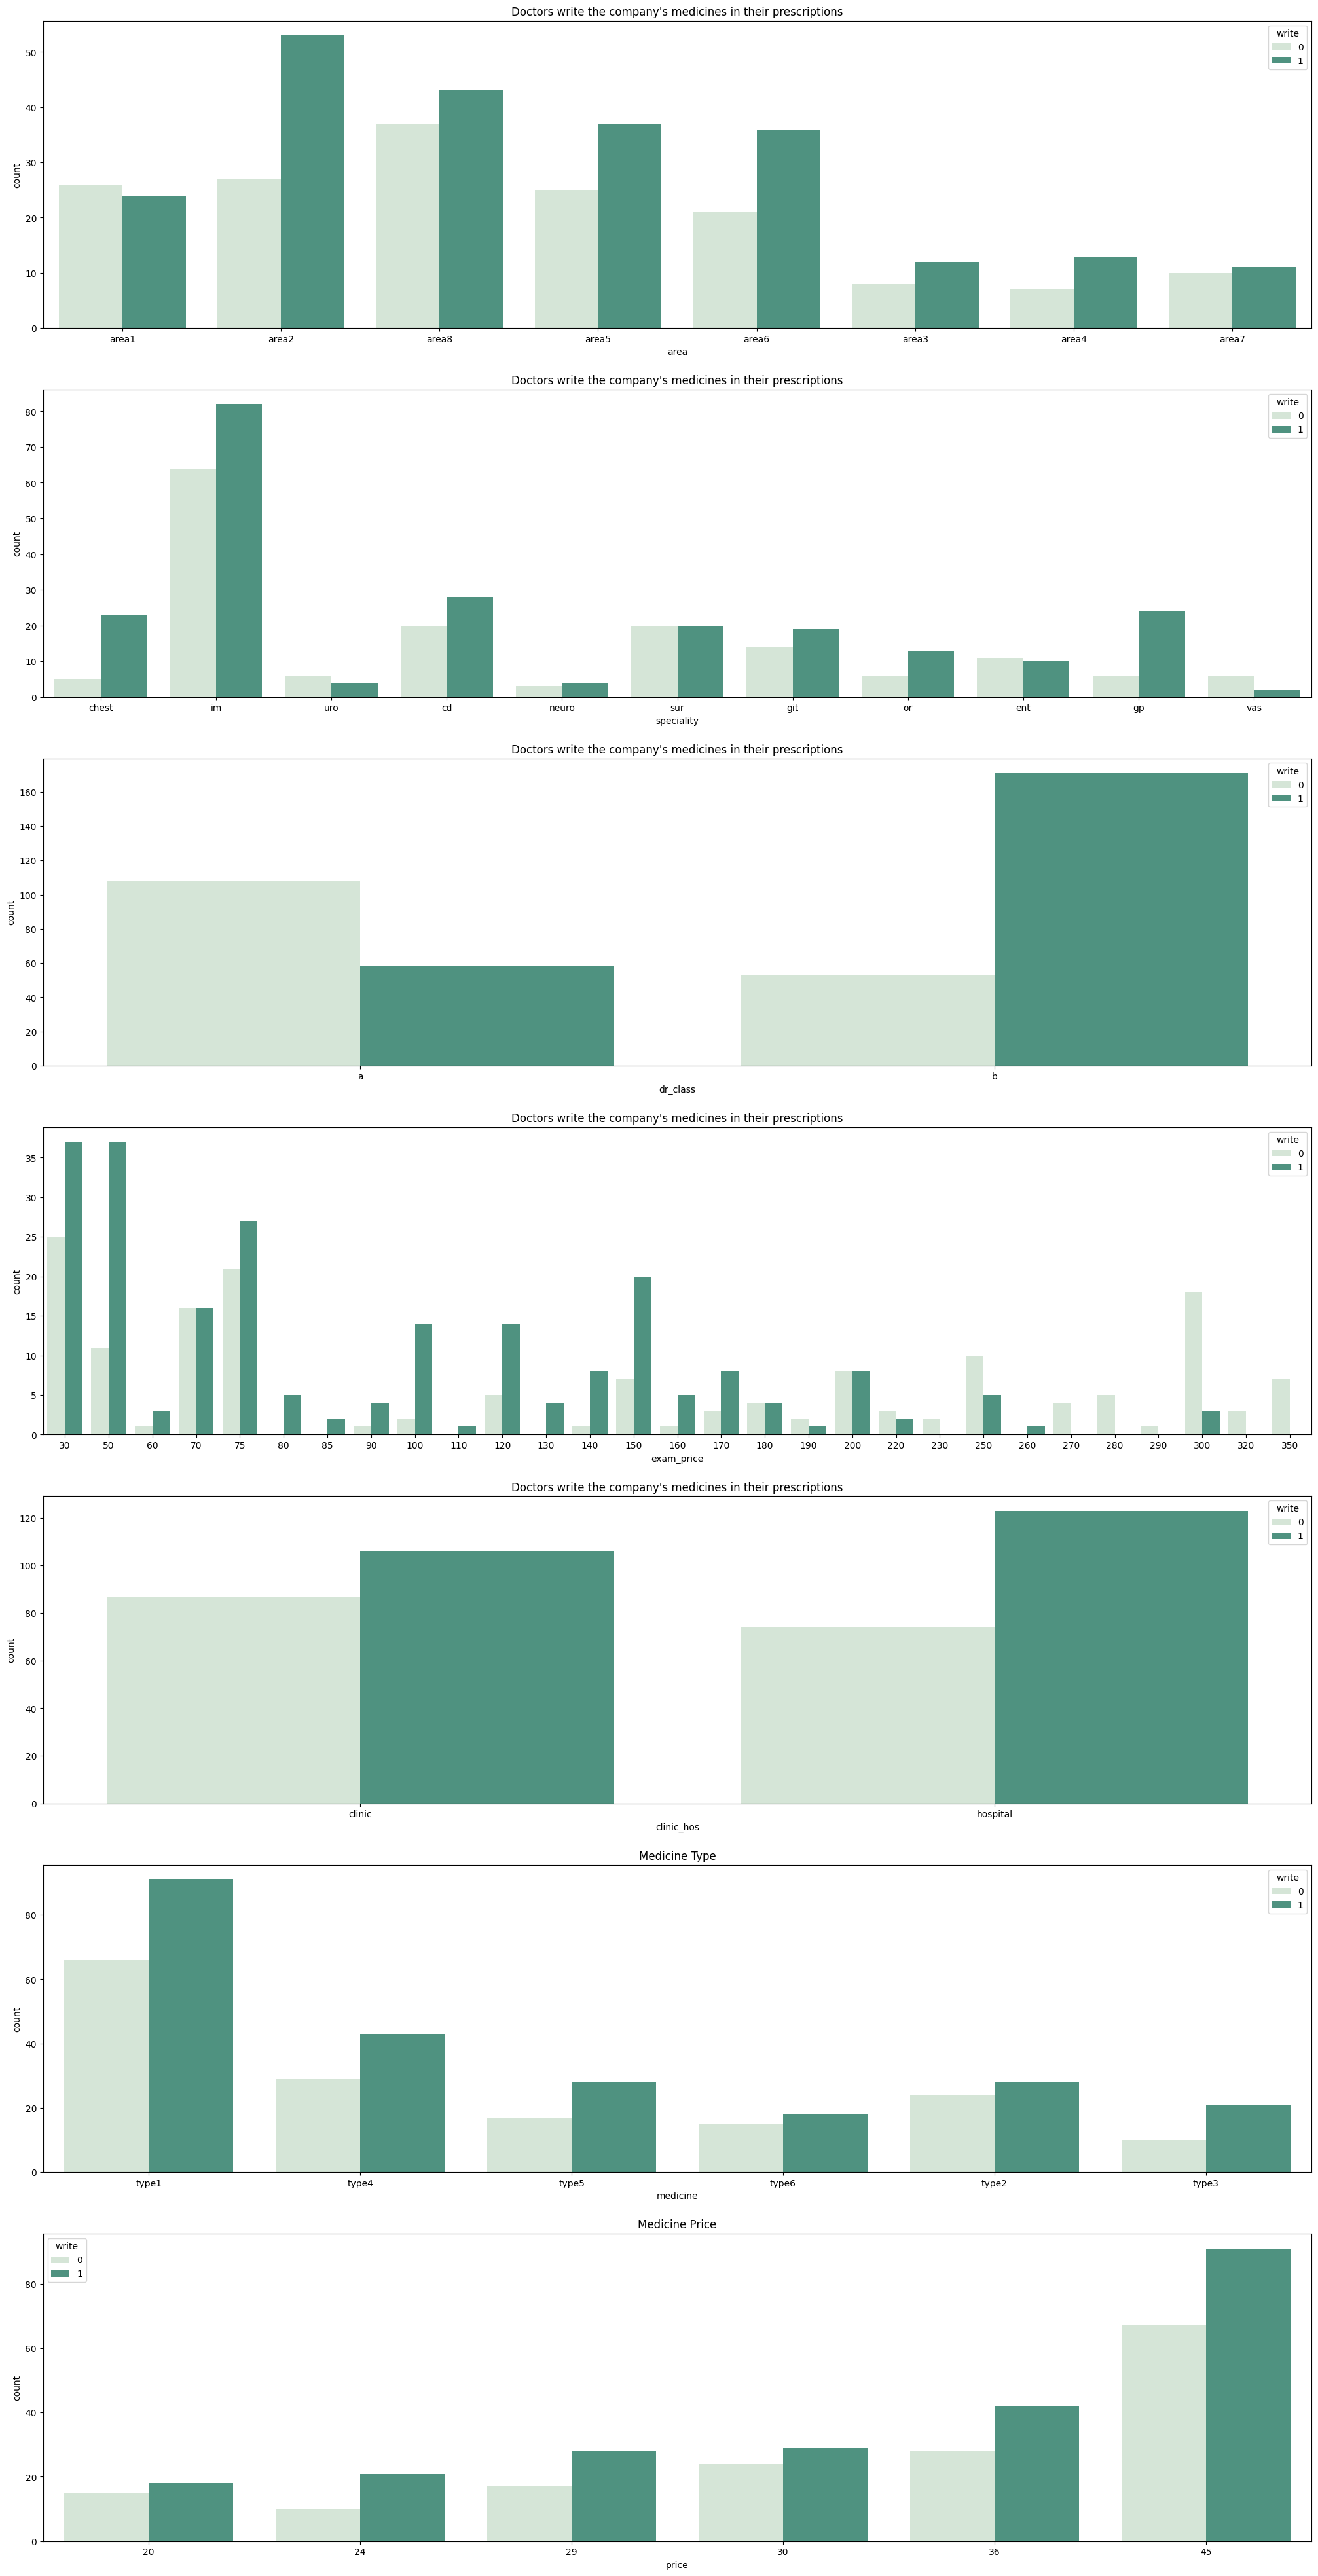 Doctors write the company's medicines in their prescriptions
write
0
1
count
50
40
30
20
10
0
area1 area2 area8 area5 area6 area3 area4 area7
area
Doctors write the company's medicines in their prescriptions
write
0
1
count
80
70
60
50
40
30
20
10
0
chest im uro cd neuro sur git or ent gp vas
speciality
Doctors write the company's medicines in their prescriptions
write
0
1
count
160
140
120
100
80
60
40
20
0
a b
dr_class
Doctors write the company's medicines in their prescriptions
write
0
1
count
35
30
25
20
15
10
5
0
30 50 60 70 75 80 85 90 100 110 120 130 140 150 160 170 180 190 200 220 230 250 260 270 280 290 300 320 350
exam_price
Doctors write the company's medicines in their prescriptions
write
0
1
count
120
100
80
60
40
20
0
clinic hospital
clinic_hos
Medicine Type
write
0
1
count
80
60
40
20
0
type1 type4 type5 type6 type2 type3
medicine
Medicine Price
write
0
1
count
80
60
40
20
0
20 24 29 30 36 45
price